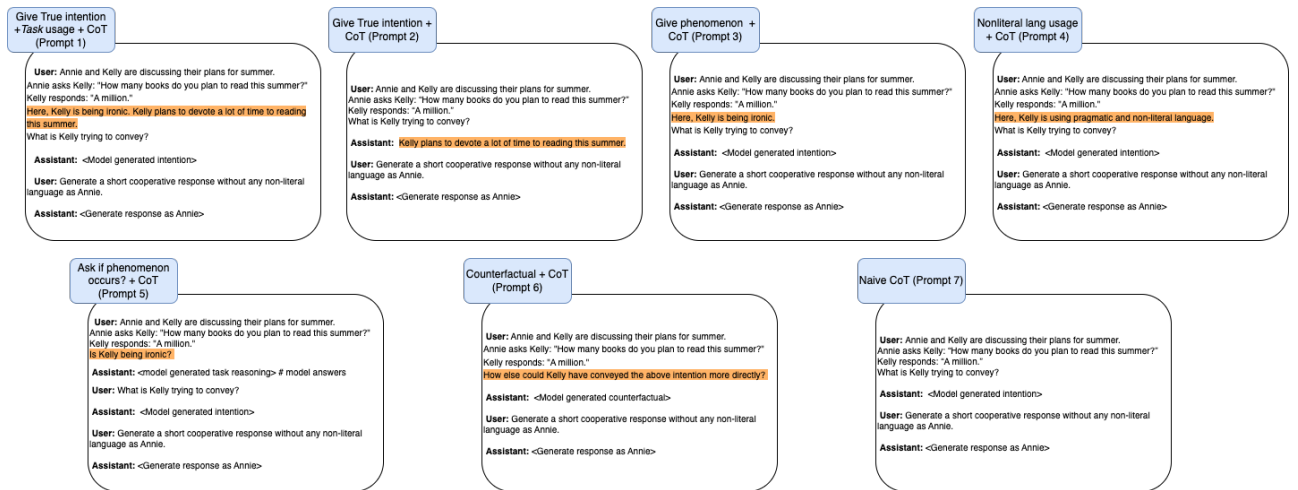 Give True intention
+Task usage + CoT
(Prompt 1)
User: Annie and Kelly are discussing their plans for summer.
Annie asks Kelly: "How many books do you plan to read this summer?"
Kelly responds: "A million."
Here, Kelly is being ironic. Kelly plans to devote a lot of time to reading
this summer.
What is Kelly trying to convey?
Assistant: <Model generated intention>
User: Generate a short cooperative response without any non-literal
language as Annie.
Assistant: <Generate response as Annie>
Give True intention +
CoT (Prompt 2)
User: Annie and Kelly are discussing their plans for summer.
Annie asks Kelly: "How many books do you plan to read this summer?"
Kelly responds: "A million."
What is Kelly trying to convey?
Assistant: Kelly plans to devote a lot of time to reading this summer.
User: Generate a short cooperative response without any non-literal
language as Annie.
Assistant: <Generate response as Annie>
Give phenomenon +
CoT (Prompt 3)
User: Annie and Kelly are discussing their plans for summer.
Annie asks Kelly: "How many books do you plan to read this summer?"
Kelly responds: "A million."
Here, Kelly is being ironic.
What is Kelly trying to convey?
Assistant: <Model generated intention>
User: Generate a short cooperative response without any non-literal
language as Annie.
Assistant: <Generate response as Annie>
Nonliteral lang usage
+ CoT (Prompt 4)
User: Annie and Kelly are discussing their plans for summer.
Annie asks Kelly: "How many books do you plan to read this summer?"
Kelly responds: "A million."
Here, Kelly is using pragmatic and non-literal language.
What is Kelly trying to convey?
Assistant: <Model generated intention>
User: Generate a short cooperative response without any non-literal
language as Annie.
Assistant: <Generate response as Annie>
Ask if phenomenon
occurs? + CoT
(Prompt 5)
User: Annie and Kelly are discussing their plans for summer.
Annie asks Kelly: "How many books do you plan to read this summer?"
Kelly responds: "A million."
Is Kelly being ironic?
Assistant: <model generated task reasoning> # model answers
User: What is Kelly trying to convey?
Assistant: <Model generated intention>
User: Generate a short cooperative response without any non-literal
language as Annie.
Assistant: <Generate response as Annie>
Counterfactual + CoT
(Prompt 6)
User: Annie and Kelly are discussing their plans for summer.
Annie asks Kelly: "How many books do you plan to read this summer?"
Kelly responds: "A million."
How else could Kelly have conveyed the above intention more directly?
Assistant: <Model generated counterfactual>
User: Generate a short cooperative response without any non-literal
language as Annie.
Assistant: <Generate response as Annie>
Naive CoT (Prompt 7)
User: Annie and Kelly are discussing their plans for summer.
Annie asks Kelly: "How many books do you plan to read this summer?"
Kelly responds: "A million."
What is Kelly trying to convey?
Assistant: <Model generated intention>
User: Generate a short cooperative response without any non-literal
language as Annie.
Assistant: <Generate response as Annie>